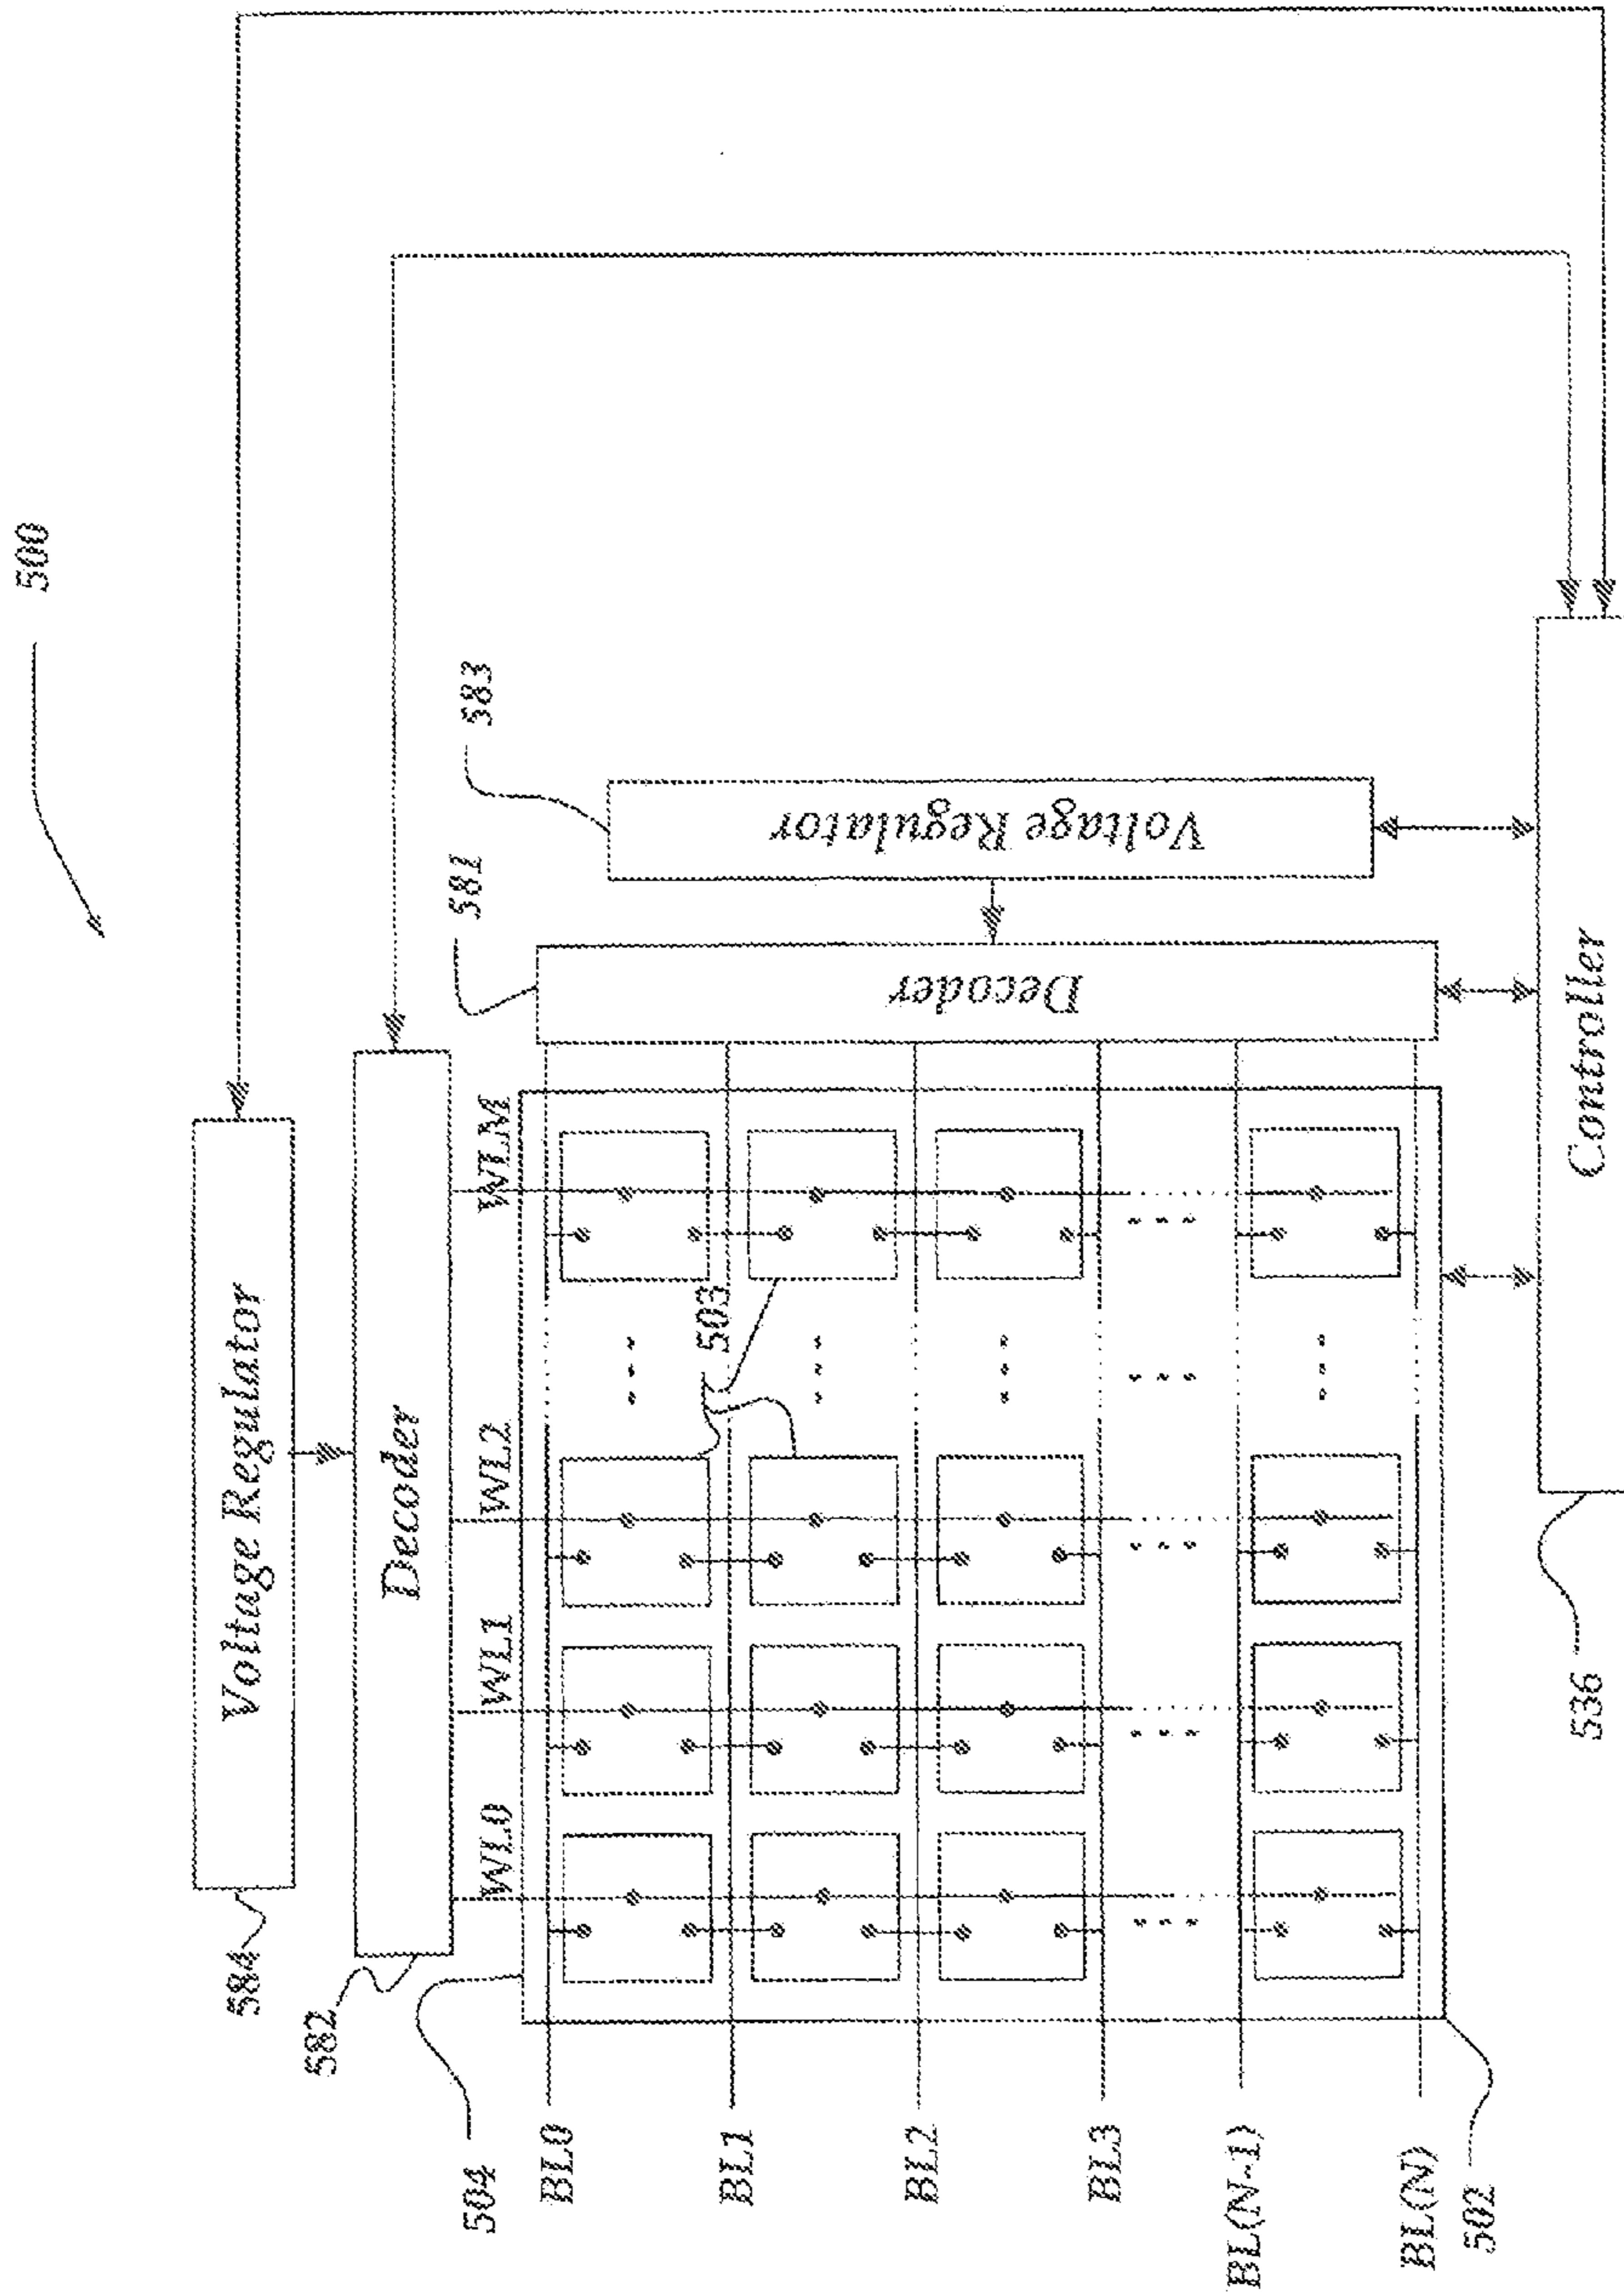 500
584
Voltage Regulator
582
Decoder
504
WL0
WL1
WL2
WLM
581
583
Decoder
Voltage Regulator
BL0
BL1
BL2
BL3
BL(N-1)
BL(N)
503
502
536
Controller